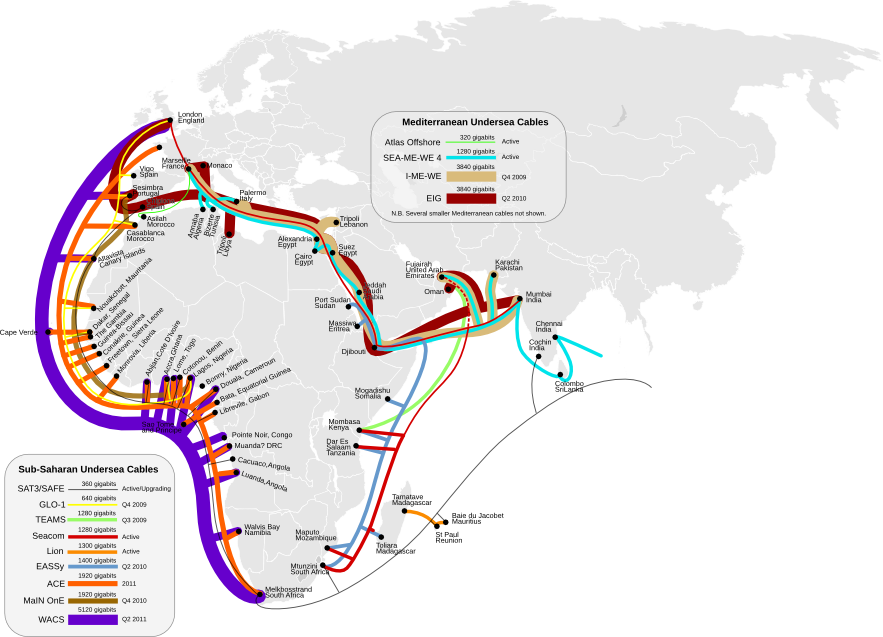 London
England
Vigo
Spain
Marseille
France
Monaco
Sesimbra
Portugal
Spain
Asilah
Morocco
Casablanca
Morocco
Annaba
Algeria
Bizerte
Tunisia
Tripoli
Libya
Palermo
Italy
Tripoli
Lebanon
Alexandria
Egypt
Cairo
Egypt
Suez
Egypt
Altavista
Canary Islands
Nouakchott, Mauritania
Dakar, Senegal
The Gambia
Guinea-Bissau
Conakrie, Guinea
Freetown, Sierra Leone
Monrovia, Liberia
Cape Verde
Abijan,Cote D'Ivoire
Accra,Ghana
Lome, Togo
Cotonou, Benin
Lagos, Nigeria
Bonny, Nigeria
Douala, Cameroun
Bata, Equatorial Guinea
Libreville, Gabon
Sao Tome
and Principe
Pointe Noir, Congo
Muanda? DRC
Cacuaco,Angola
Luanda,Angola
Walvis Bay
Namibia
Melkbosstrand
South Africa
Jeddah
Saudi
Arabia
Port Sudan
Sudan
Massiwa
Eritrea
Djibouti
Fujairah
United Arab
Emirates
Oman
Karachi
Pakistan
Mumbai
India
Chennai
India
Cochin
India
Colombo
SriLanka
Mogadishu
Somalia
Mombasa
Kenya
Dar Es
Salaam
Tanzania
Tamatave
Madagascar
Baie du Jacobet
Mauritius
St Paul
Reunion
Toliara
Madagascar
Maputo
Mozambique
Mtunzini
South Africa
Mediterranean Undersea Cables
Atlas Offshore 320 gigabits Active
SEA-ME-WE 4 1280 gigabits Active
I-ME-WE 3840 gigabits Q4 2009
EIG 3840 gigabits Q2 2010
N.B. Several smaller Mediterranean cables not shown.
Sub-Saharan Undersea Cables
SAT3/SAFE 360 gigabits Active/Upgrading
GLO-1 640 gigabits Q4 2009
TEAMS 1280 gigabits Q3 2009
Seacom 1280 gigabits Active
Lion 1300 gigabits Active
EASSy 1400 gigabits Q2 2010
ACE 1920 gigabits 2011
MaIN OnE 1920 gigabits Q4 2010
WACS 5120 gigabits Q2 2011